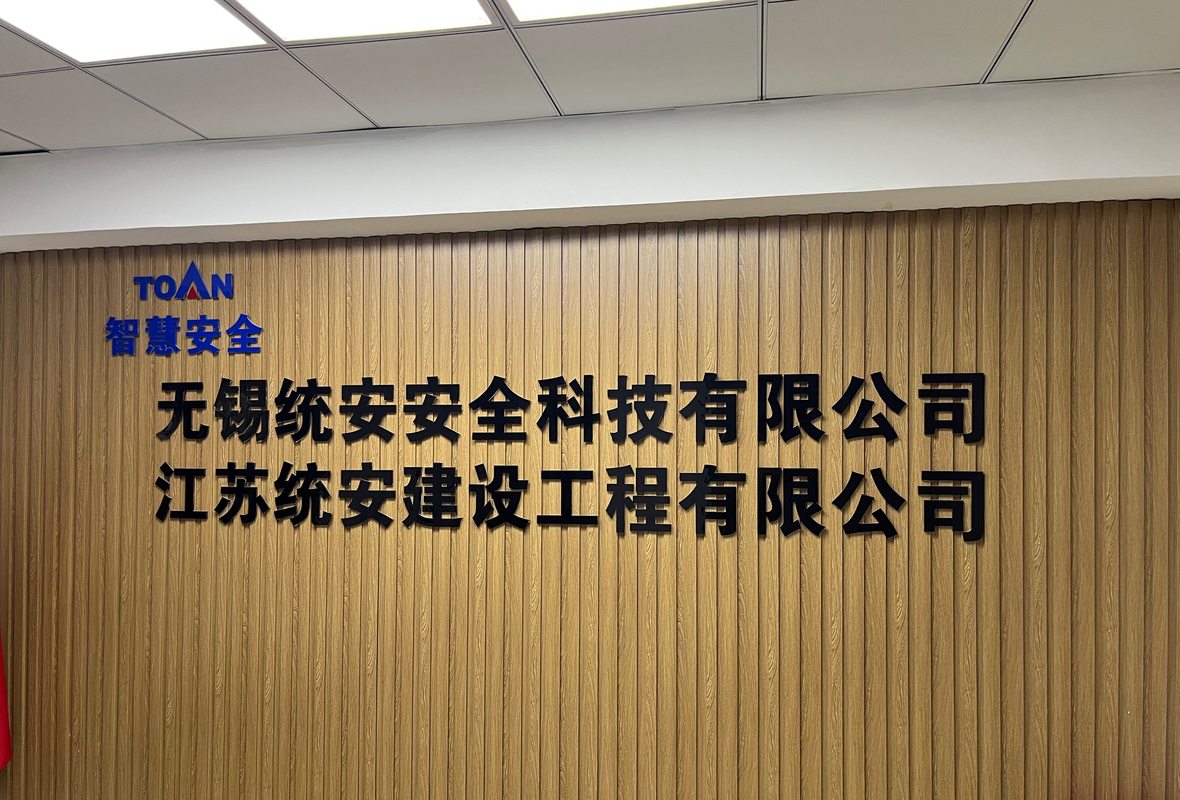 TOAN
智慧安全
无锡统安安全科技有限公司
江苏统安建设工程有限公司